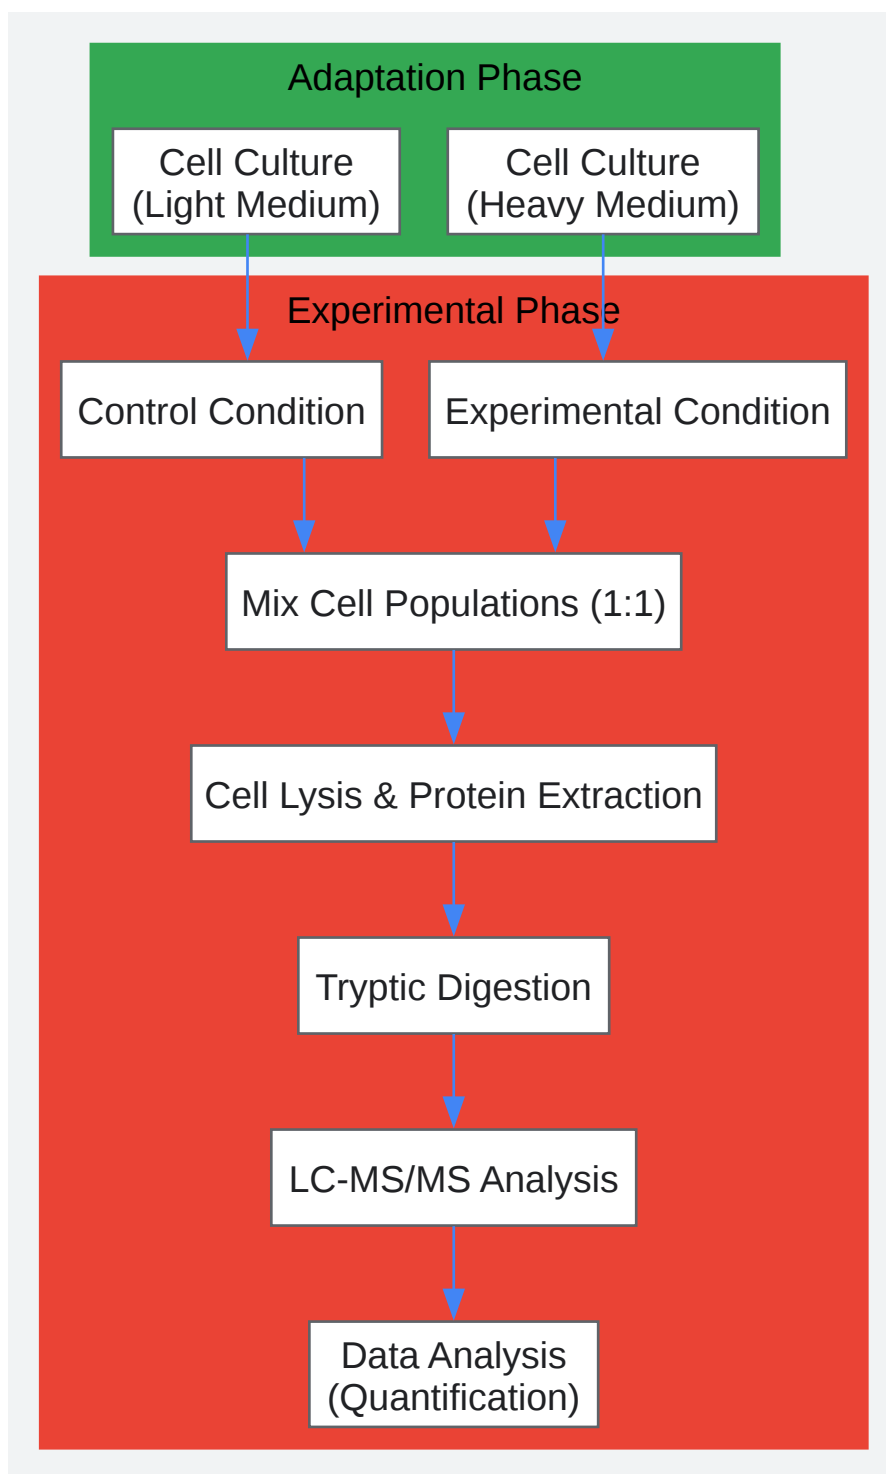 Adaptation Phase
Cell Culture
(Light Medium)
Cell Culture
(Heavy Medium)
Experimental Phase
Control Condition
Experimental Condition
Mix Cell Populations (1:1)
Cell Lysis & Protein Extraction
Tryptic Digestion
LC-MS/MS Analysis
Data Analysis
(Quantification)